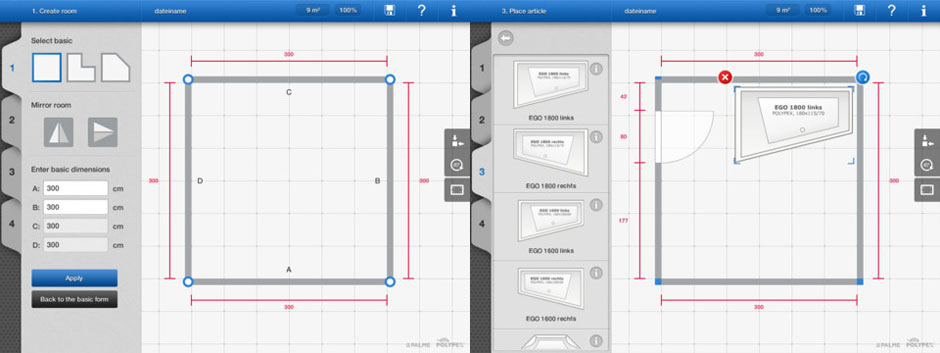 1. Create room
dateiname
9 m²
100%
?
i
Select basic
1
Mirror room
2
3
Enter basic dimensions
A: 300 cm
B: 300 cm
4
C: 300 cm
D: 300 cm
Apply
Back to the basic form
300
C
300
D
B
300
A
300
PALME POLYPEX
3. Place article
dateiname
9 m²
100%
?
i
1
EGO 1800 links
EGO 1800 links
2
EGO 1800 rechts
3
EGO 1800 rechts
EGO 1600 links
4
EGO 1600 links
EGO 1600 rechts
EGO 1600 rechts
300
42
80
177
EGO 1800 links
POLYPEX, 180x115/70
300
300
PALME POLYPEX